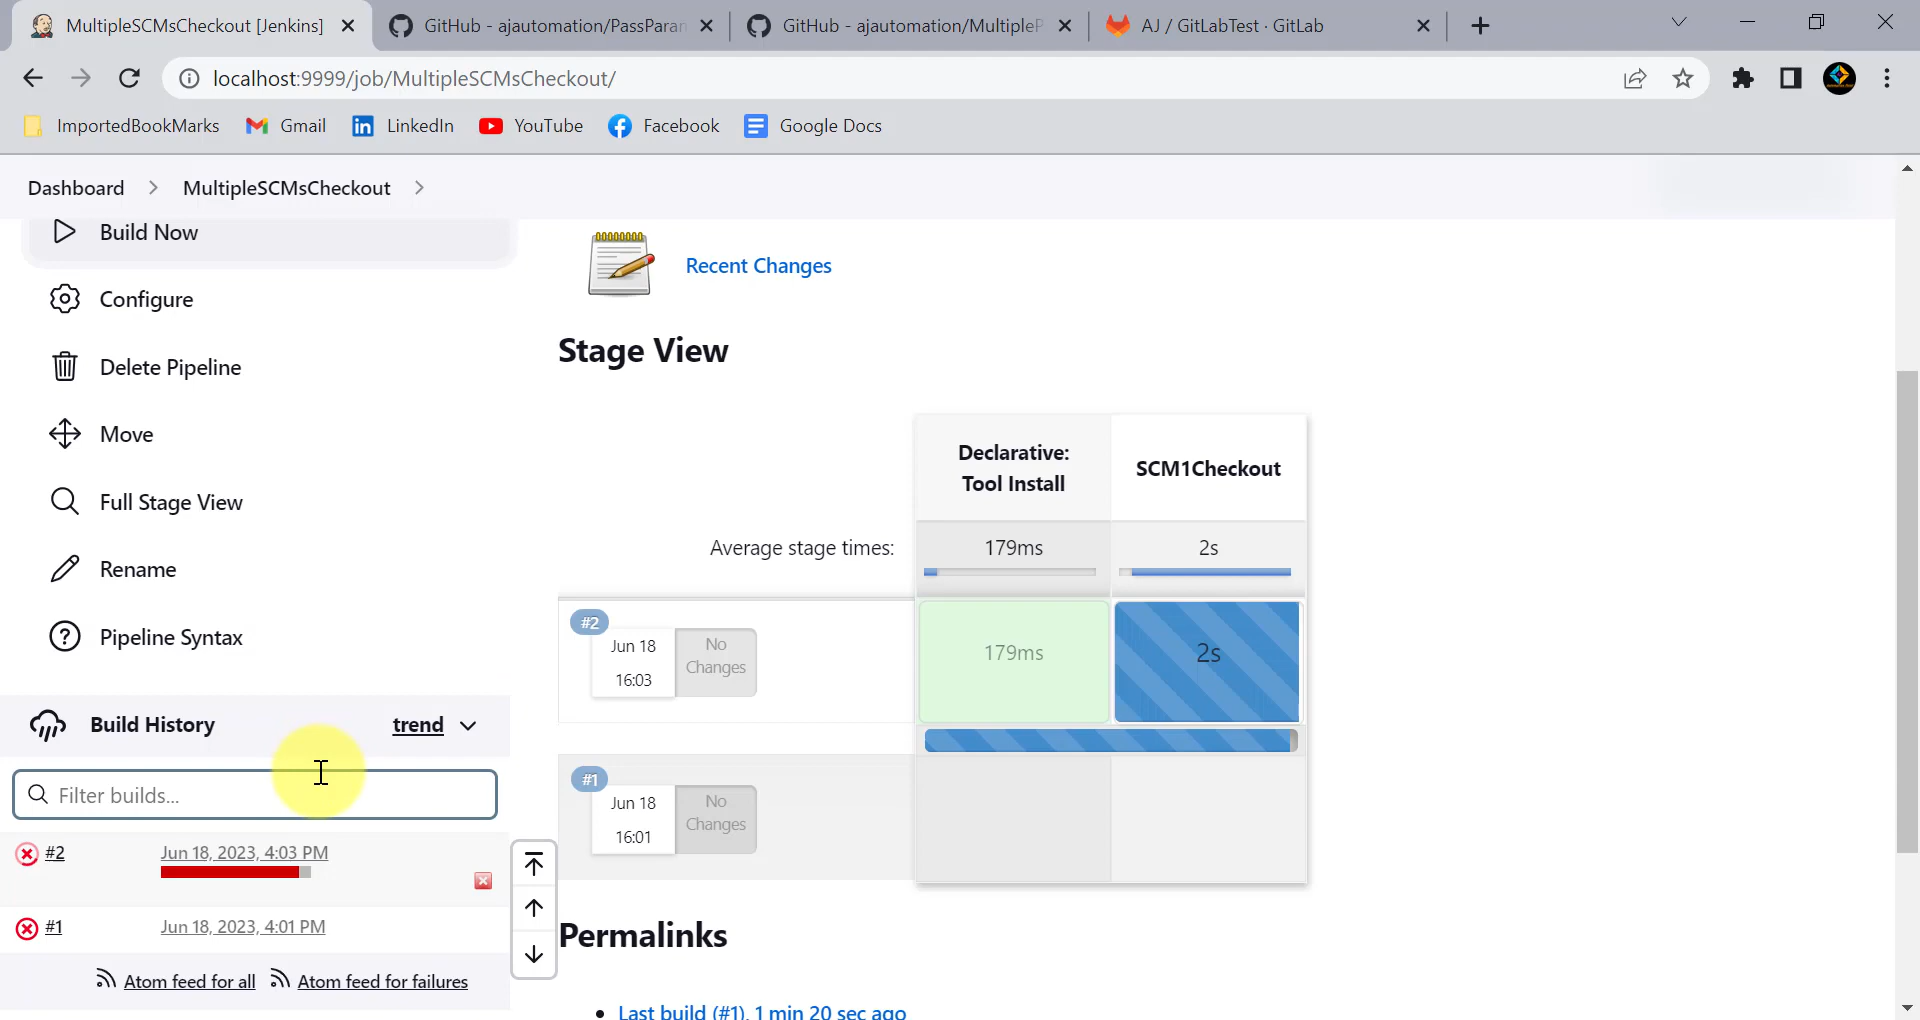 MultipleSCMsCheckout [Jenkins]
GitHub - ajautomation/PassParan
GitHub - ajautomation/MultipleP
AJ / GitLabTest · GitLab
localhost:9999/job/MultipleSCMsCheckout/
ImportedBookMarks
Gmail
LinkedIn
YouTube
Facebook
Google Docs
Dashboard
MultipleSCMsCheckout
Build Now
Configure
Delete Pipeline
Move
Full Stage View
Rename
Pipeline Syntax
Build History
trend
Filter builds...
#2
Jun 18, 2023, 4:03 PM
#1
Jun 18, 2023, 4:01 PM
Atom feed for all
Atom feed for failures
Recent Changes
Stage View
Declarative:
Tool Install
SCM1Checkout
Average stage times:
179ms
2s
#2
Jun 18
16:03
No
Changes
179ms
2s
#1
Jun 18
16:01
No
Changes
Permalinks
Last build (#1), 1 min 20 sec ago